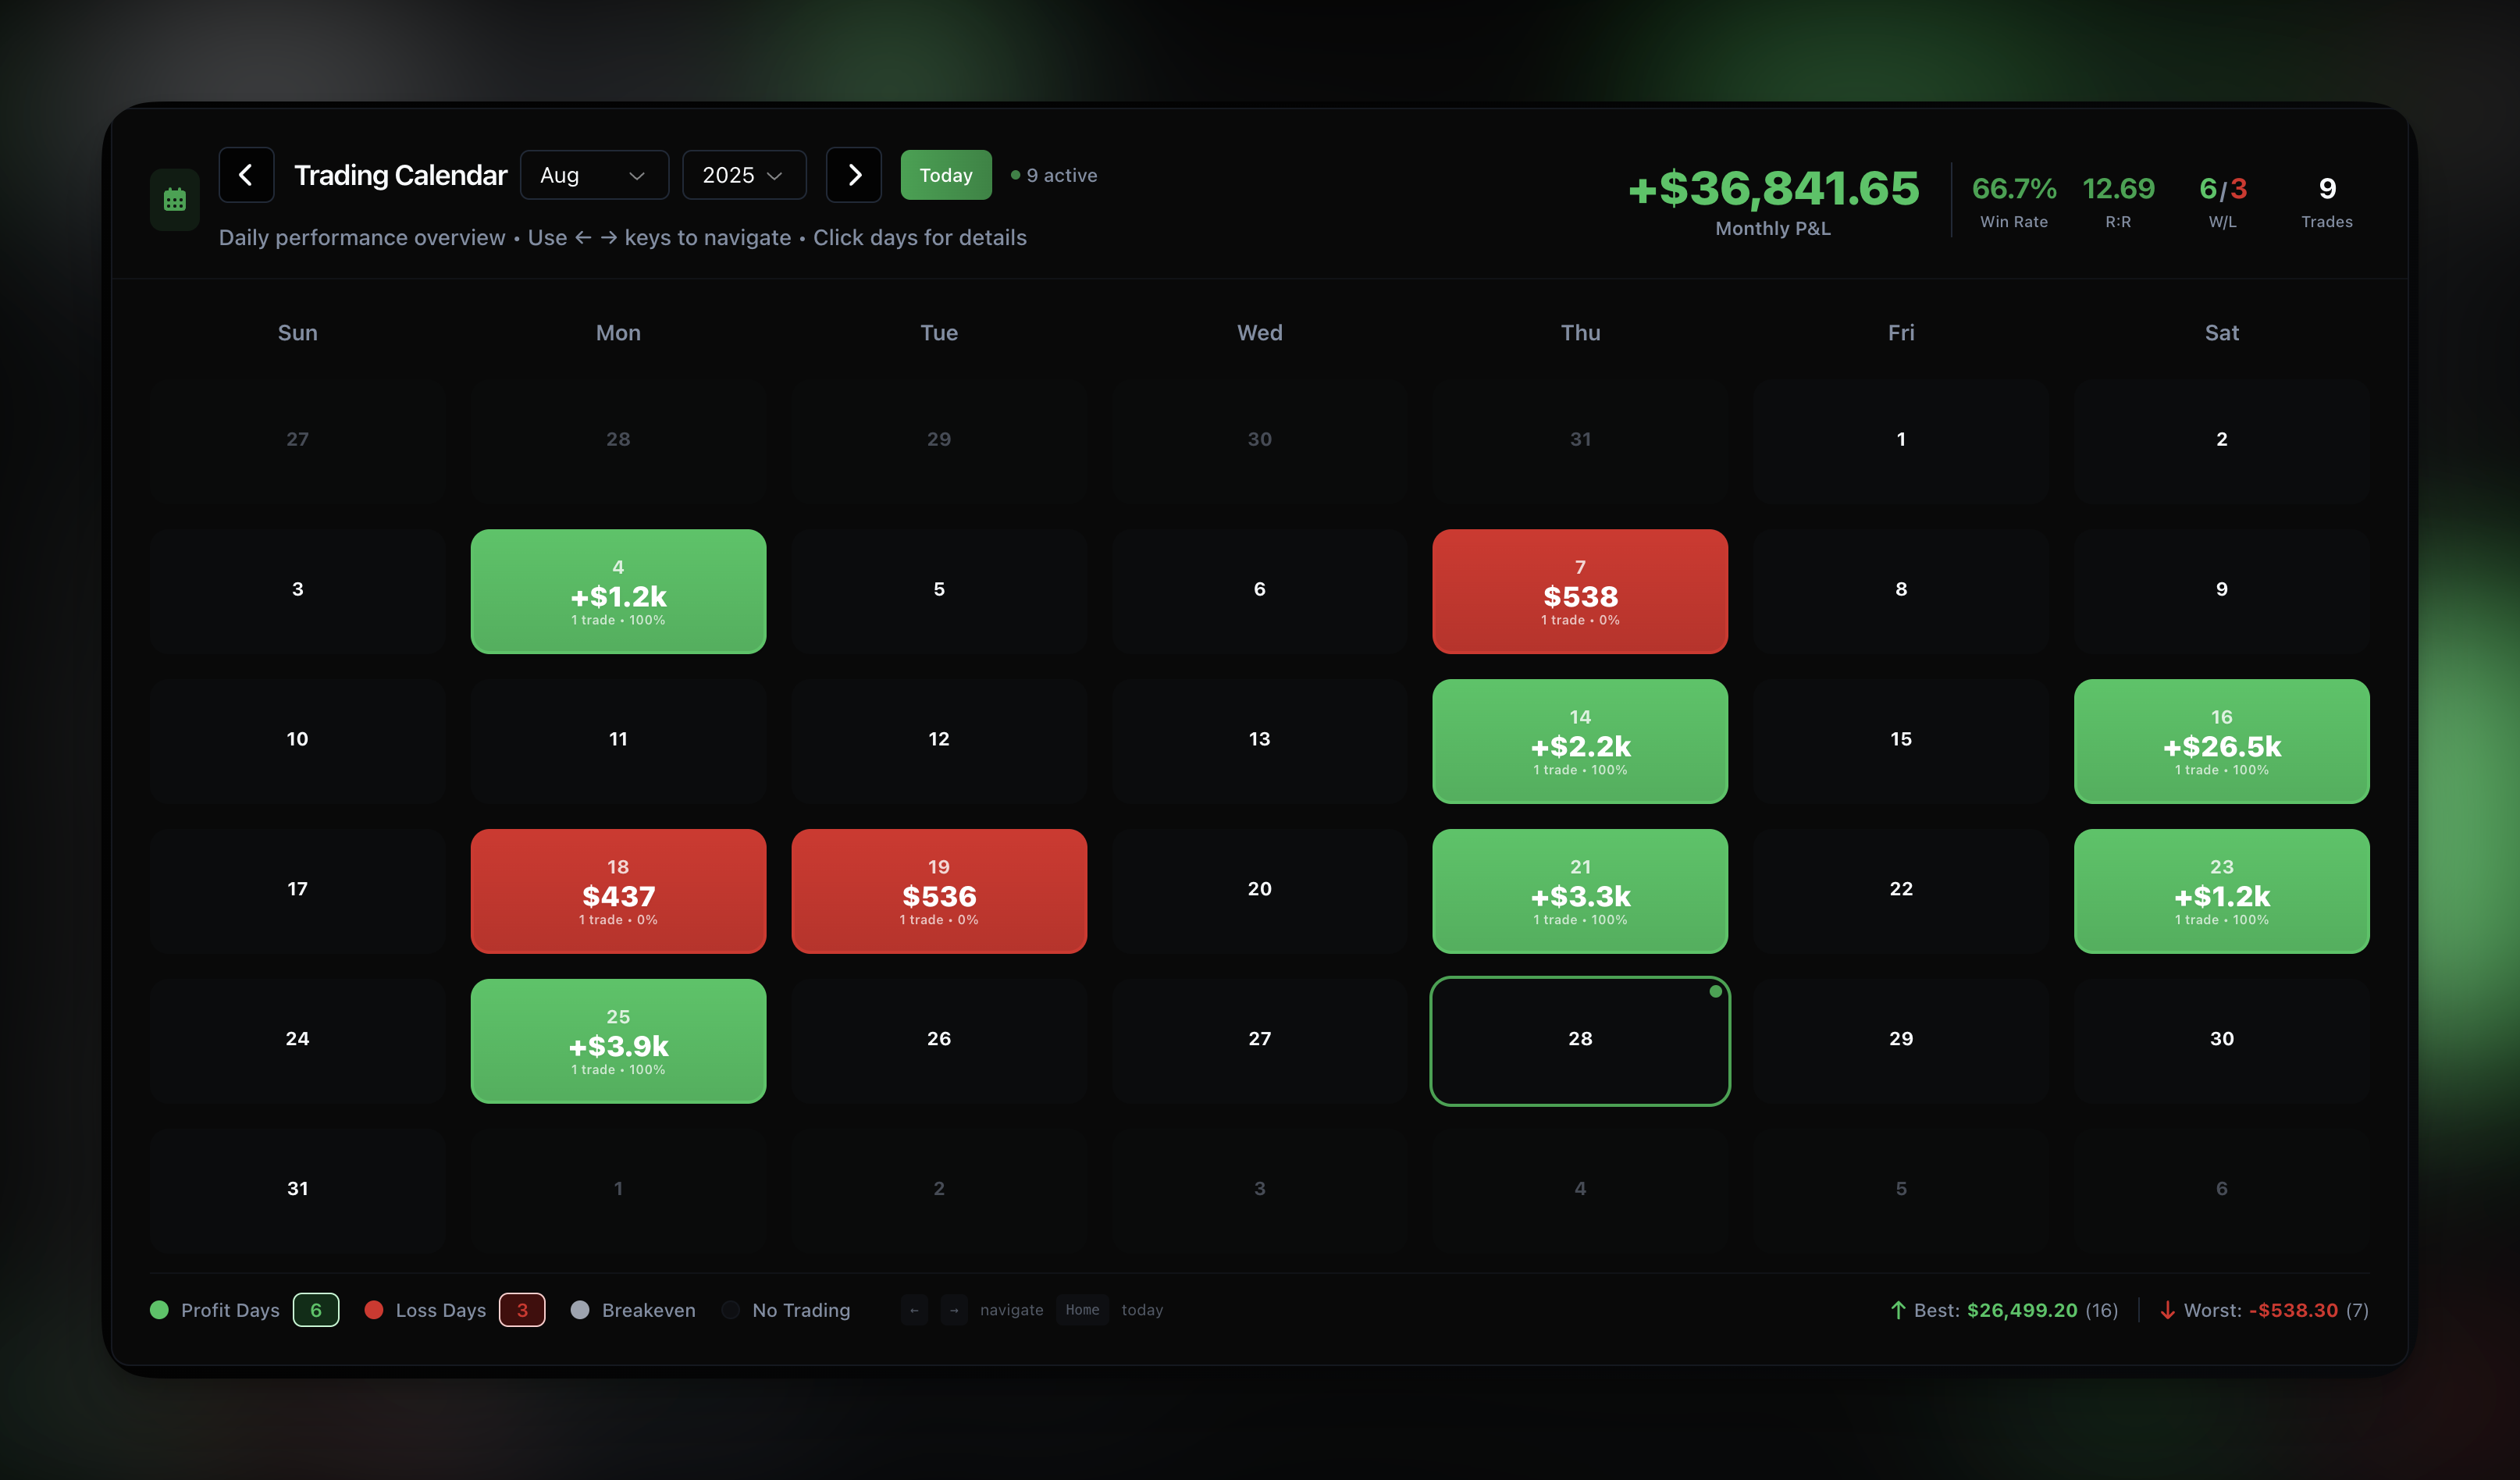 Trading Calendar Aug 2025 Today 9 active
Daily performance overview • Use ← → keys to navigate • Click days for details
+$36,841.65
Monthly P&L
66.7% 12.69 6/3 9
Win Rate R:R W/L Trades
Sun Mon Tue Wed Thu Fri Sat
27 28 29 30 31 1 2
3
4
+$1.2k
1 trade • 100%
5
6
7
$538
1 trade • 0%
8
9
10
11
12
13
14
+$2.2k
1 trade • 100%
15
16
+$26.5k
1 trade • 100%
17
18
$437
1 trade • 0%
19
$536
1 trade • 0%
20
21
+$3.3k
1 trade • 100%
22
23
+$1.2k
1 trade • 100%
24
25
+$3.9k
1 trade • 100%
26
27
28
29
30
31 1 2 3 4 5 6
Profit Days 6 Loss Days 3 Breakeven No Trading ← → navigate Home today ↑ Best: $26,499.20 (16) ↓ Worst: -$538.30 (7)